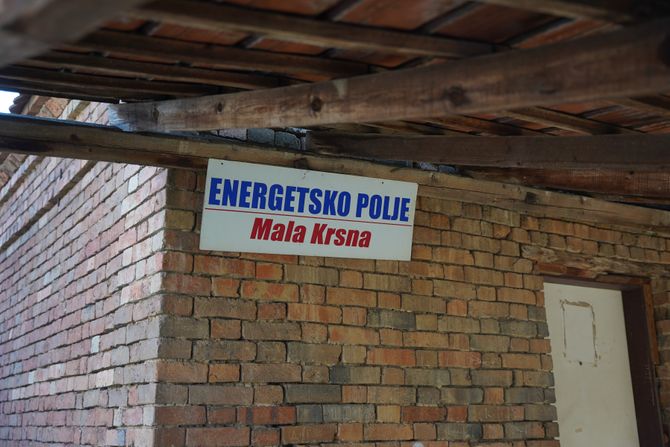 ENERGETSKO POLJE
Mala Krsna